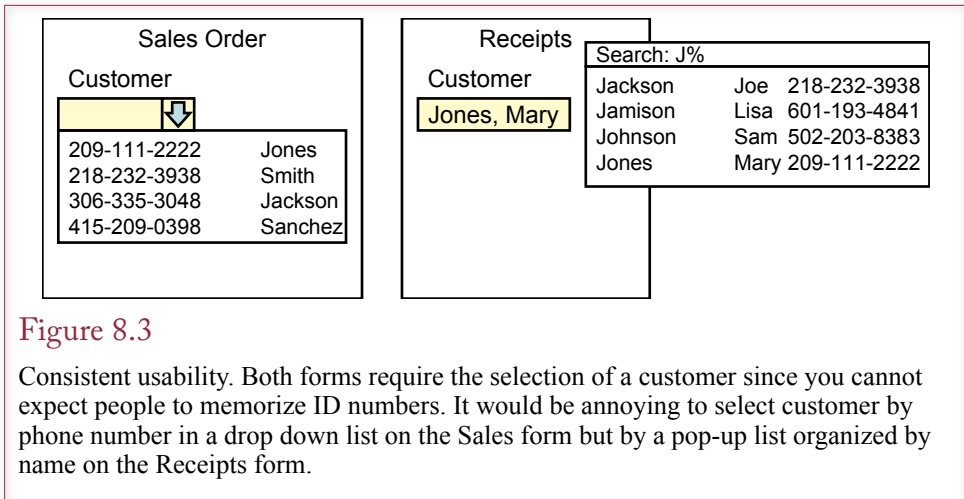 Sales Order
Customer
209-111-2222 Jones
218-232-3938 Smith
306-335-3048 Jackson
415-209-0398 Sanchez
Receipts
Customer
Jones, Mary
Search: J%
Jackson Joe 218-232-3938
Jamison Lisa 601-193-4841
Johnson Sam 502-203-8383
Jones Mary 209-111-2222
Figure 8.3
Consistent usability. Both forms require the selection of a customer since you cannot
expect people to memorize ID numbers. It would be annoying to select customer by
phone number in a drop down list on the Sales form but by a pop-up list organized by
name on the Receipts form.